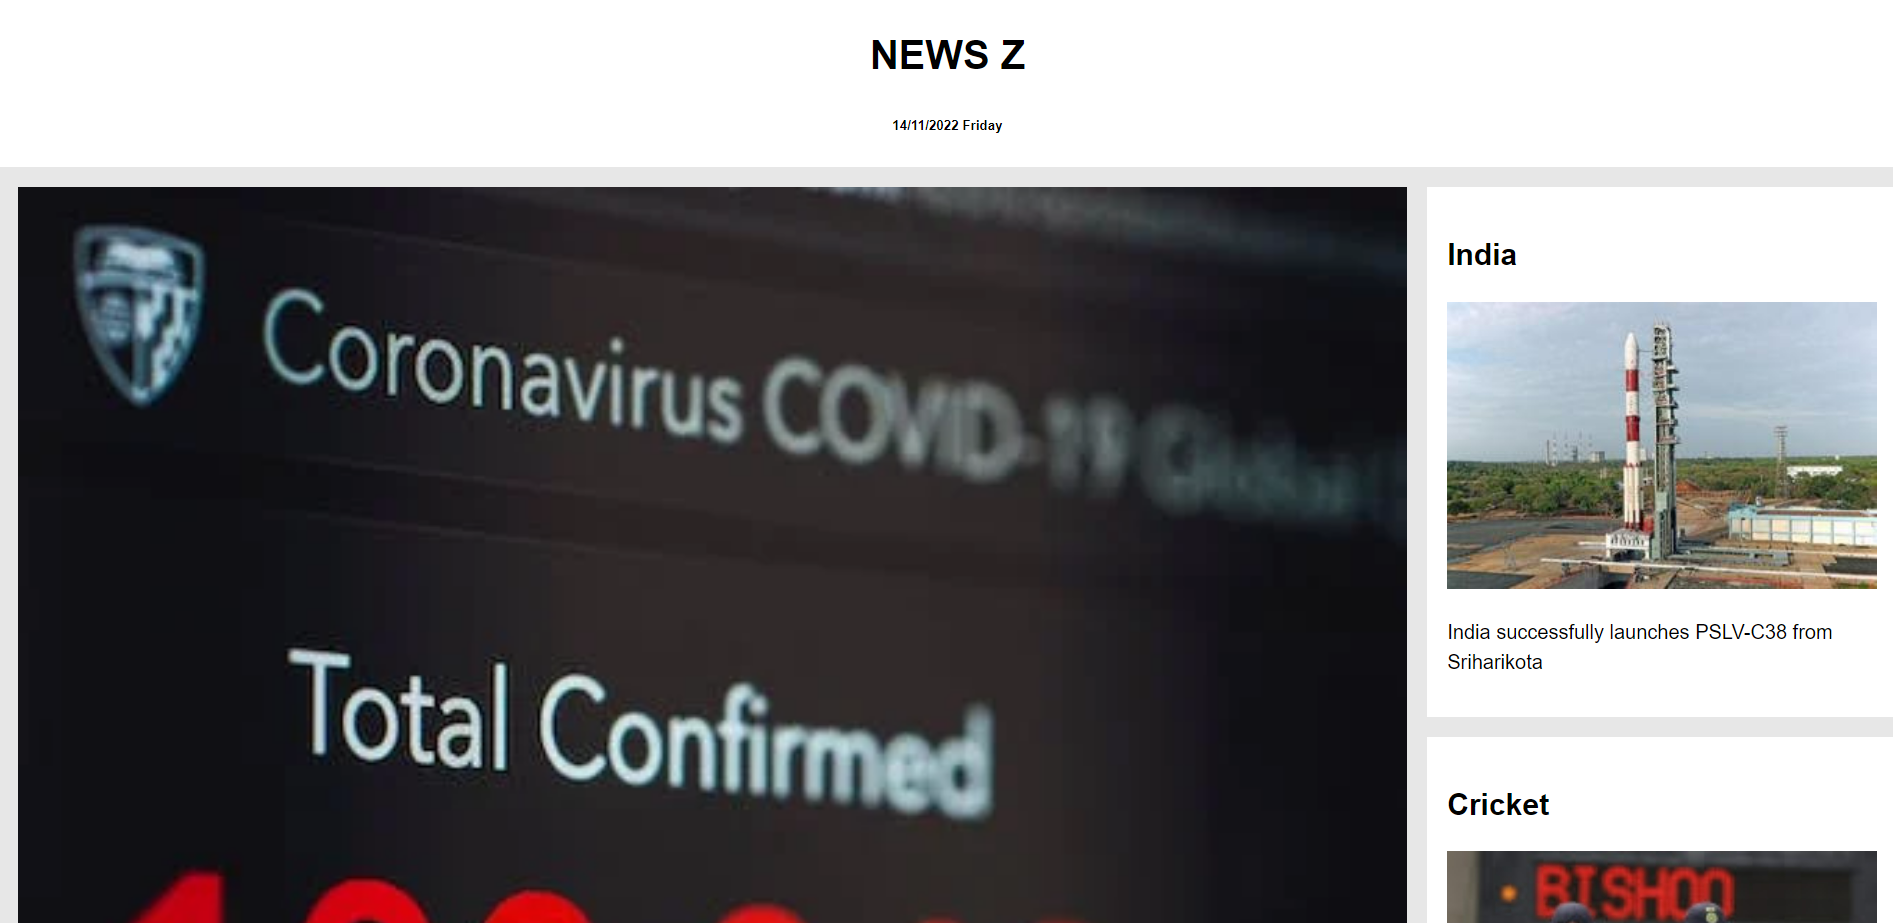 NEWS Z
14/11/2022 Friday
Coronavirus COVID-19 Global
Total Confirmed
India
India successfully launches PSLV-C38 from
Sriharikota
Cricket
BISHOO